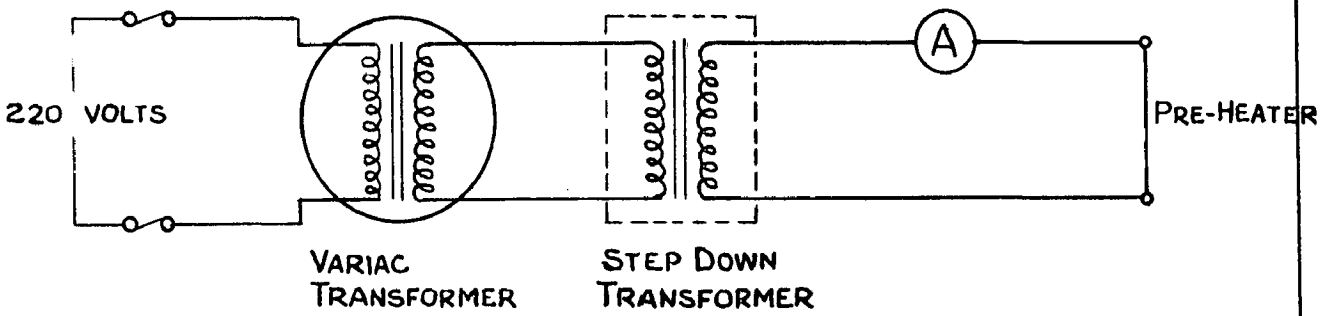 220 VOLTS
A
PRE-HEATER
VARIAC
TRANSFORMER
STEP DOWN
TRANSFORMER